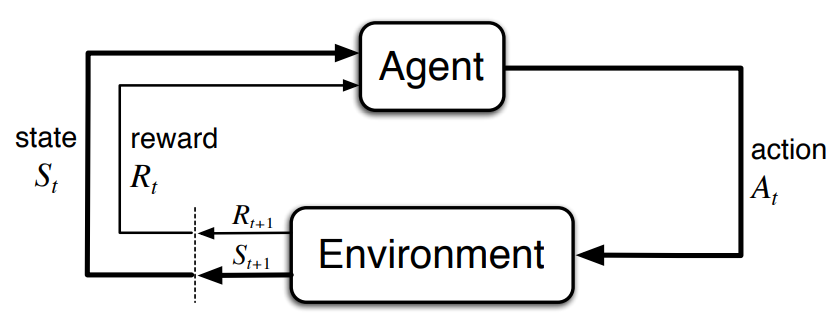 Agent
state
S_t
reward
R_t
action
A_t
R_{t+1}
S_{t+1}
Environment